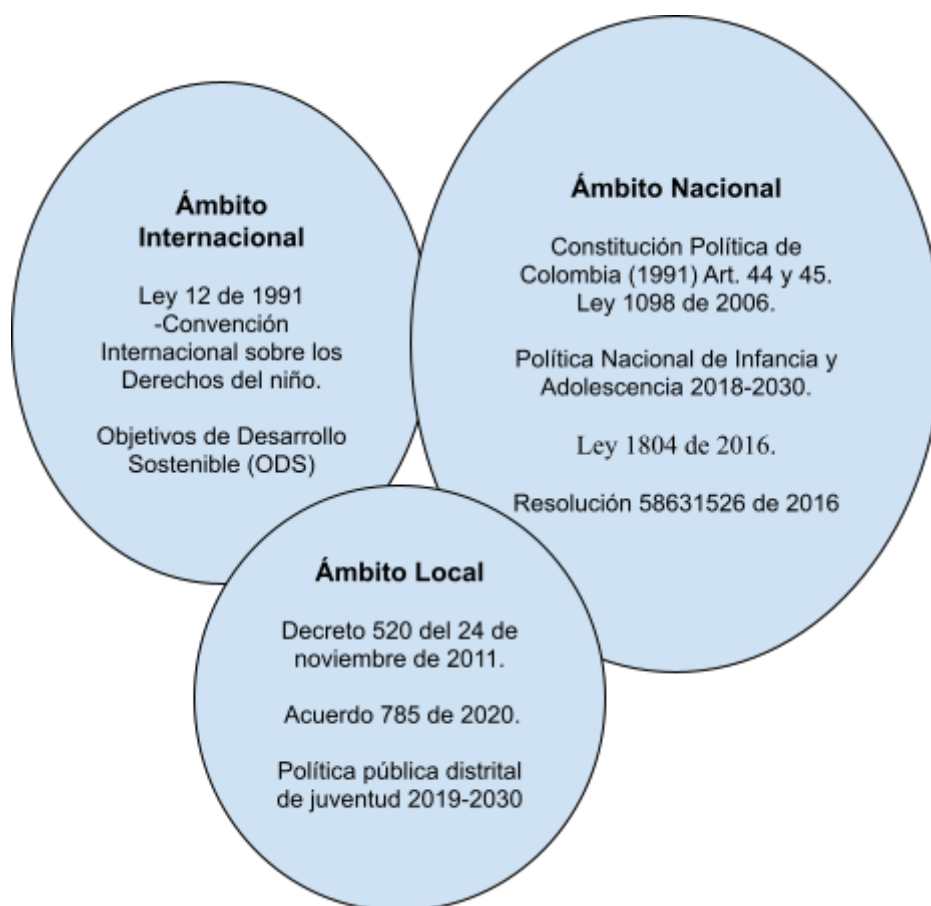 Ámbito
Internacional
Ley 12 de 1991
-Convención
Internacional sobre los
Derechos del niño.
Objetivos de Desarrollo
Sostenible (ODS)
Ámbito Nacional
Constitución Política de
Colombia (1991) Art. 44 y 45.
Ley 1098 de 2006.
Política Nacional de Infancia y
Adolescencia 2018-2030.
Ley 1804 de 2016.
Resolución 58631526 de 2016
Ámbito Local
Decreto 520 del 24 de
noviembre de 2011.
Acuerdo 785 de 2020.
Política pública distrital
de juventud 2019-2030